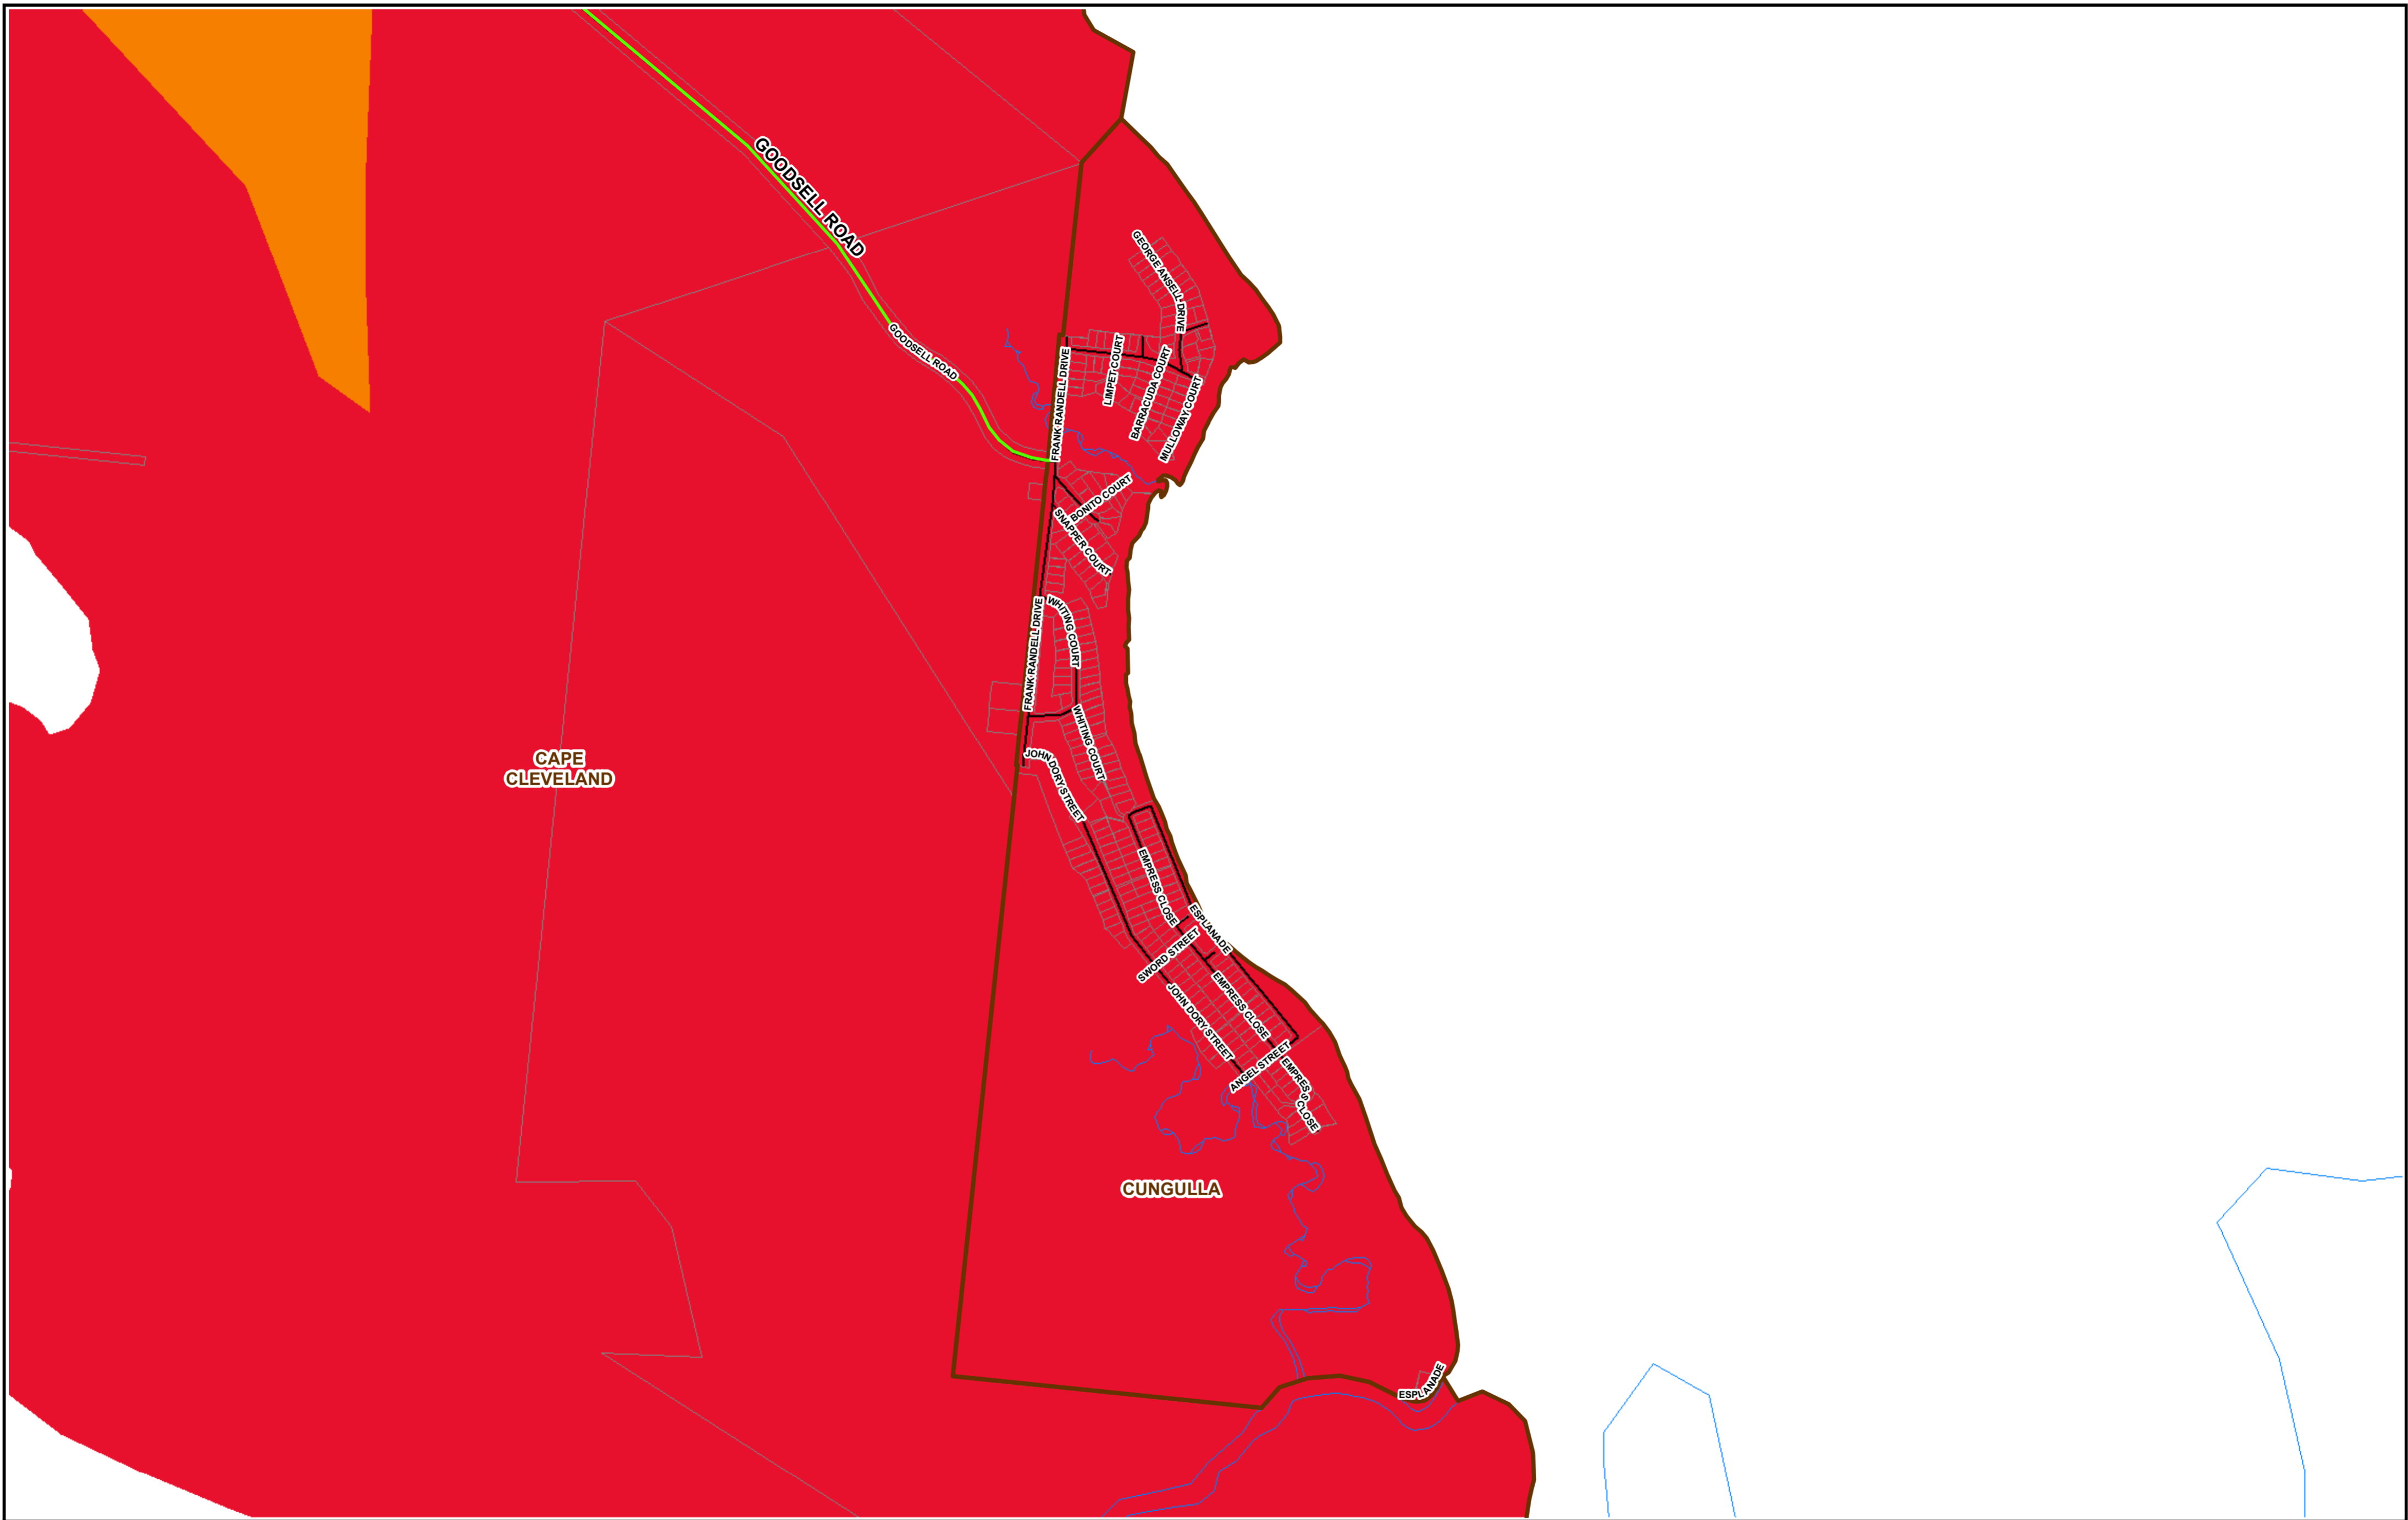 GOODSELL ROAD
GEORGE ANSELL DRIVE
GOODSELL ROAD
FRANK RANDELL DRIVE
LIMPET COURT
BARRACUDA COURT
MULLOWAY COURT
BONITO COURT
SNAPPER COURT
FRANK RANDELL DRIVE
WHITING COURT
WHITING COURT
CAPE
CLEVELAND
JOHN DORY STREET
EMPRESS CLOSE
ESPLANADE
SWORD STREET
EMPRESS CLOSE
JOHN DORY STREET
ANGEL STREET
EMPRESS CLOSE
CUNGULLA
ESPLANADE